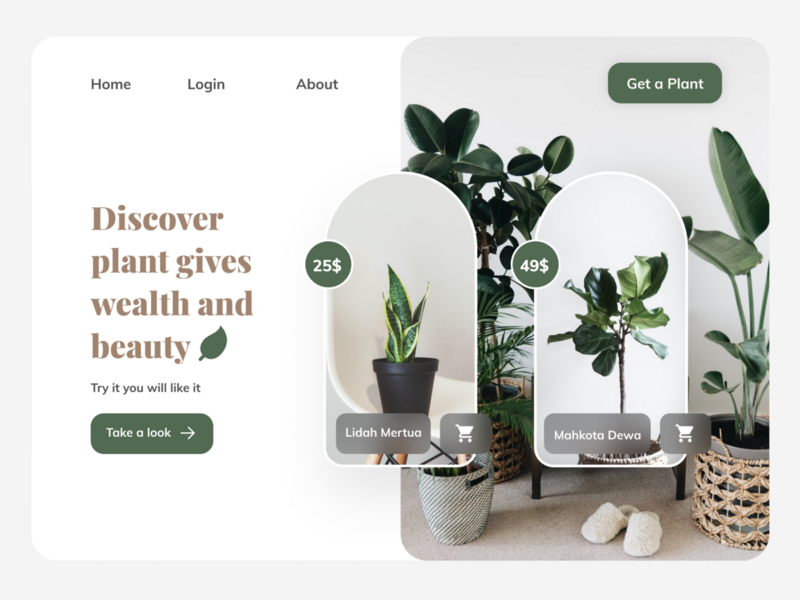 Home Login About
Get a Plant
Discover
plant gives
wealth and
beauty
Try it you will like it
Take a look
25$
Lidah Mertua
49$
Mahkota Dewa